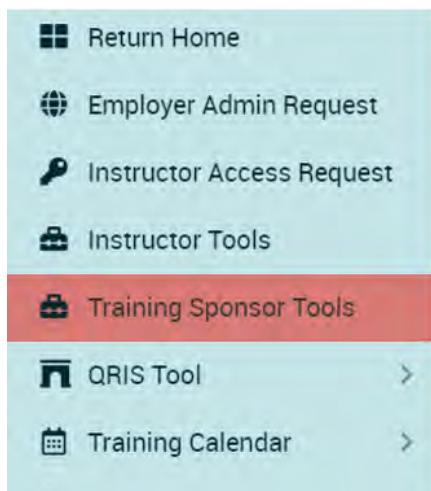 Return Home
Employer Admin Request
Instructor Access Request
Instructor Tools
Training Sponsor Tools
QRIS Tool
Training Calendar